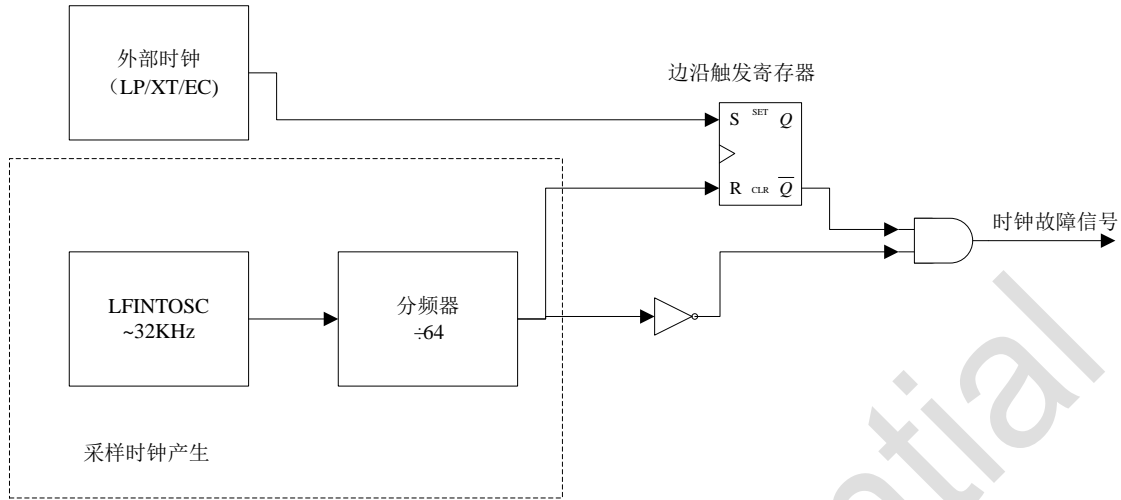 外部时钟
（LP/XT/EC)
边沿触发寄存器
S SET Q
R CLR Q
时钟故障信号
LFINTOSC
~32KHz
分频器
÷64
采样时钟产生